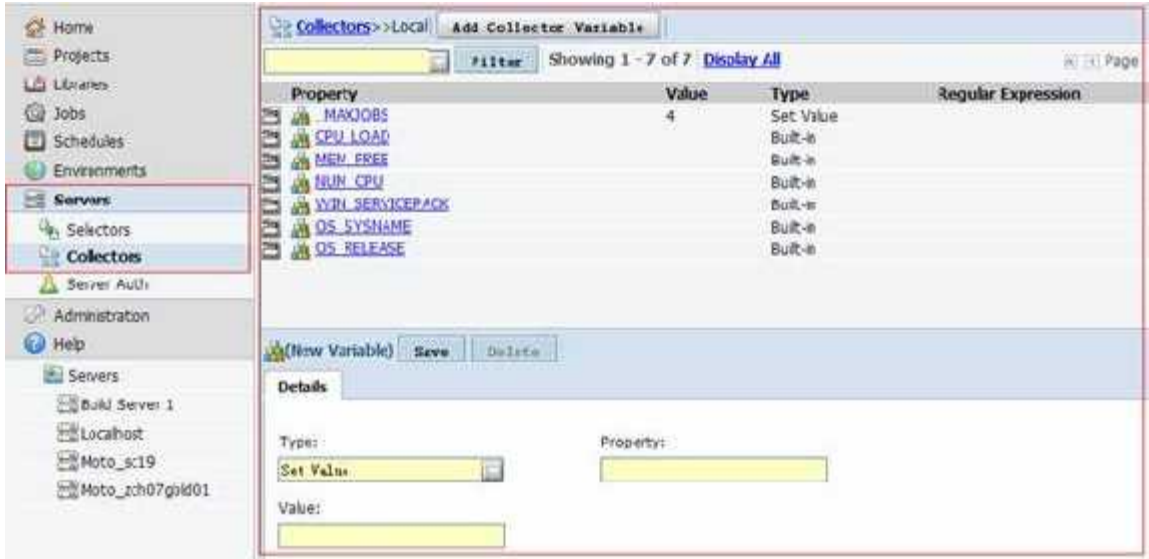 Home
Projects
Libraries
Jobs
Schedules
Environments
Servers
Selectors
Collectors
Server Auth
Administration
Help
Servers
Build Server 1
Localhost
Moto_sc19
Moto_zch07gold01
Collectors>>Local Add Collector Variable
Filter Showing 1 - 7 of 7 Display All Page
Property Value Type Regular Expression
_MAXJOBS 4 Set Value
CPU_LOAD Built-in
MEM_FREE Built-in
NUM_CPU Built-in
WIN_SERVICEPACK Built-in
OS_SYSNAME Built-in
OS_RELEASE Built-in
(New Variable) Save Delete
Details
Type: Property:
Set Value
Value: